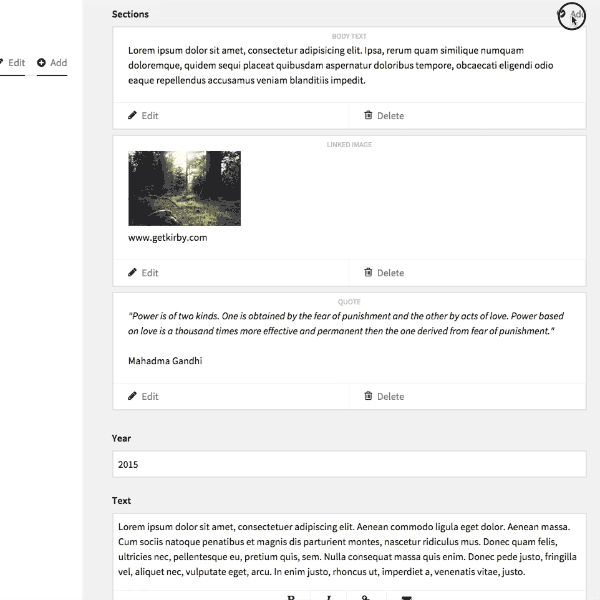 Sections
Add
BODY TEXT
Lorem ipsum dolor sit amet, consectetur adipisicing elit. Ipsa, rerum quam similique numquam
doloremque, quidem sequi placeat quibusdam aspernatur doloribus tempore, obcaecati eligendi odio
eaque repellendus accusamus veniam blanditiis impedit.
Edit
Delete
LINKED IMAGE
www.getkirby.com
Edit
Delete
QUOTE
"Power is of two kinds. One is obtained by the fear of punishment and the other by acts of love. Power based
on love is a thousand times more effective and permanent then the one derived from fear of punishment."
Mahadma Gandhi
Edit
Delete
Edit
Add
Year
2015
Text
Lorem ipsum dolor sit amet, consectetuer adipiscing elit. Aenean commodo ligula eget dolor. Aenean massa.
Cum sociis natoque penatibus et magnis dis parturient montes, nascetur ridiculus mus. Donec quam felis,
ultricies nec, pellentesque eu, pretium quis, sem. Nulla consequat massa quis enim. Donec pede justo, fringilla
vel, aliquet nec, vulputate eget, arcu. In enim justo, rhoncus ut, imperdiet a, venenatis vitae, justo.
B I